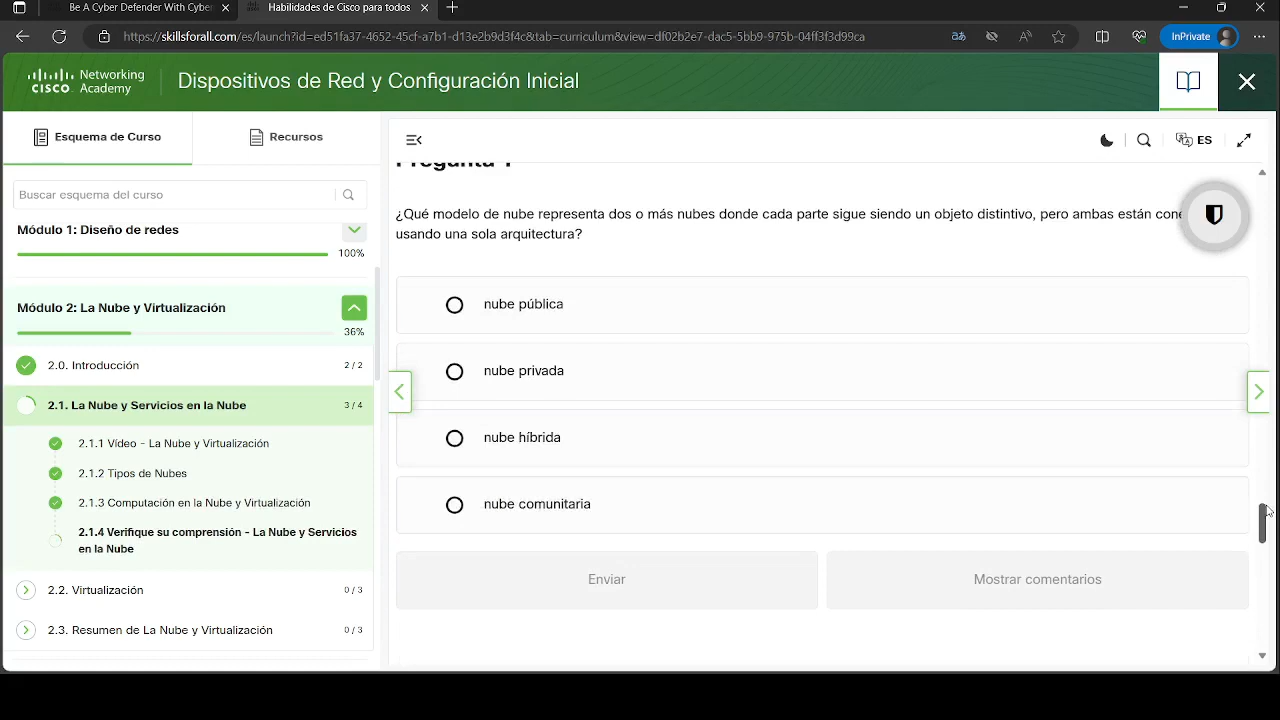 Be A Cyber Defender With Cyber
Habilidades de Cisco para todos
https://skillsforall.com/es/launch?id=ed51fa37-4652-45cf-a7b1-d13e2b9d3f4c8&tab=curriculum&view=df02b2e7-dac5-5bb9-975b-04ff3f3d99ca
InPrivate
CISCO
Networking
Academy
Dispositivos de Red y Configuración Inicial
Esquema de Curso
Recursos
ES
Buscar esquema del curso
Módulo 1: Diseño de redes
100%
Módulo 2: La Nube y Virtualización
36%
2.0. Introducción
2 / 2
2.1. La Nube y Servicios en la Nube
3 / 4
2.1.1 Vídeo - La Nube y Virtualización
2.1.2 Tipos de Nubes
2.1.3 Computación en la Nube y Virtualización
2.1.4 Verifique su comprensión - La Nube y Servicios
en la Nube
2.2. Virtualización
0 / 3
2.3. Resumen de La Nube y Virtualización
0 / 3
¿Qué modelo de nube representa dos o más nubes donde cada parte sigue siendo un objeto distintivo, pero ambas están cone
usando una sola arquitectura?
nube pública
nube privada
nube híbrida
nube comunitaria
Enviar
Mostrar comentarios